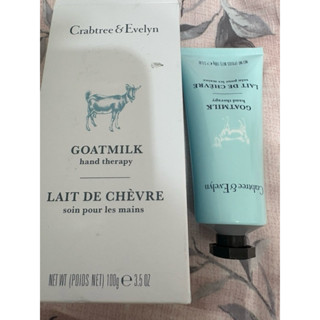 Crabtree & Evelyn
GOATMILK
hand therapy
LAIT DE CHÈVRE
soin pour les mains
NET WT (POIDS NET) 100g e 3.5 OZ
Crabtree & Evelyn
GOATMILK
hand therapy
LAIT DE CHÈVRE
soin pour les mains